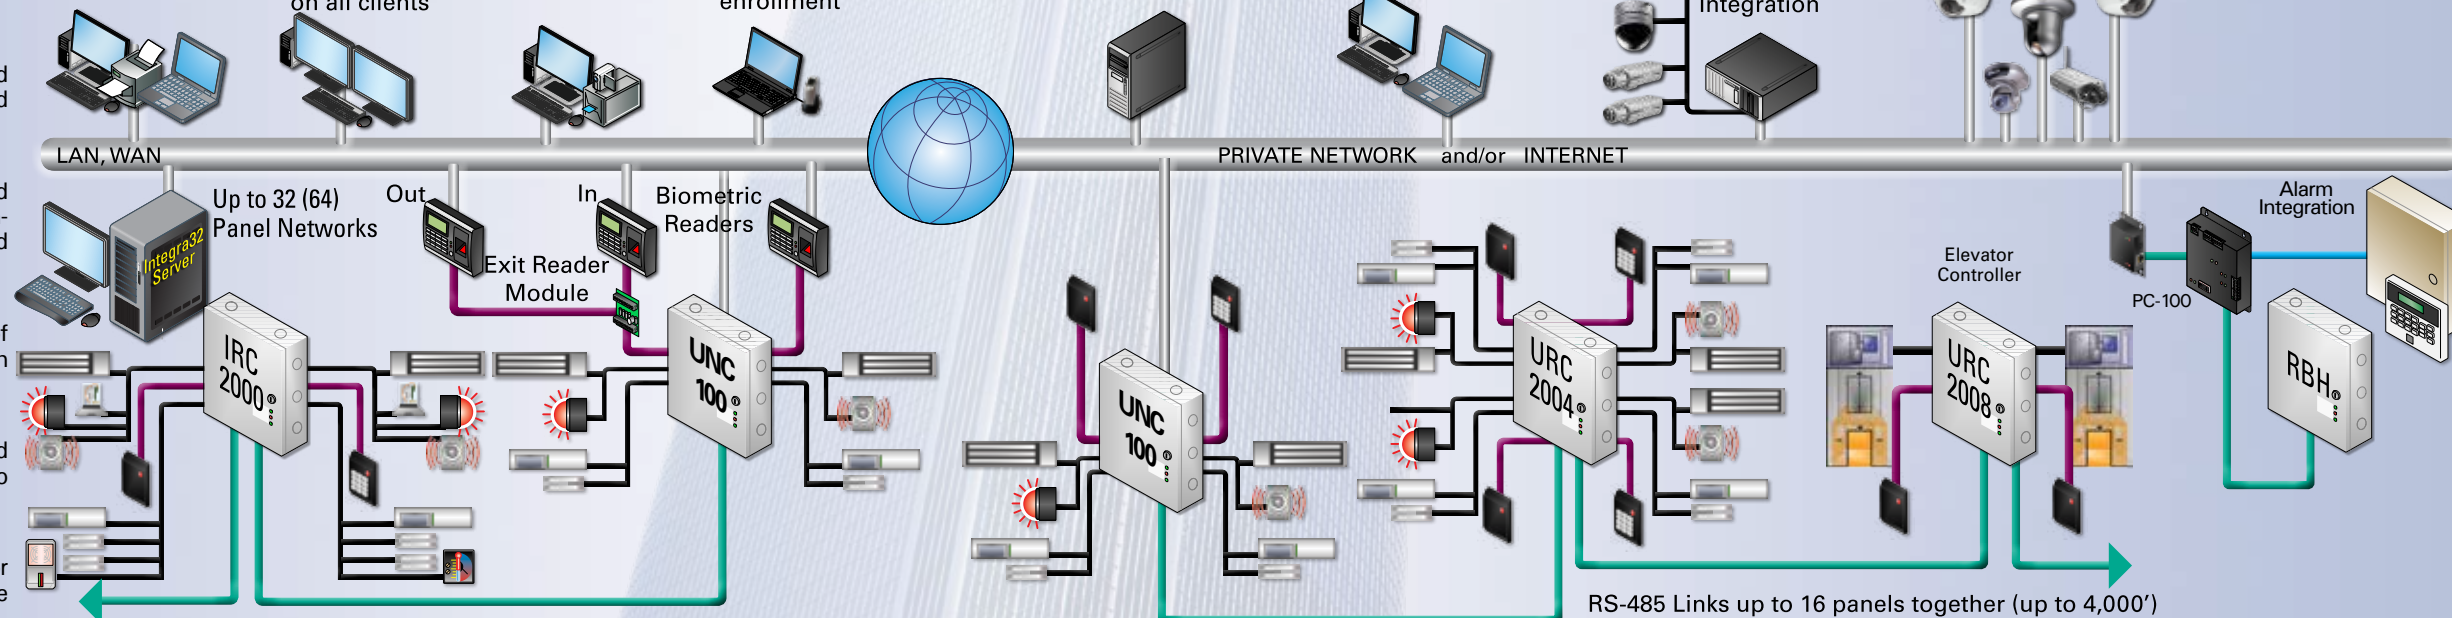 on all clients
enrollment
Integration
d
d
LAN, WAN
PRIVATE NETWORK and/or INTERNET
d
-
d
Up to 32 (64)
Panel Networks
Out
In
Biometric
Readers
Alarm
Integration
Integra32
Server
Exit Reader
Module
Elevator
Controller
PC-100
f
n
IRC
2000
UNC
100
UNC
100
URC
2004
URC
2008
RBH
d
o
r
e
RS-485 Links up to 16 panels together (up to 4,000')